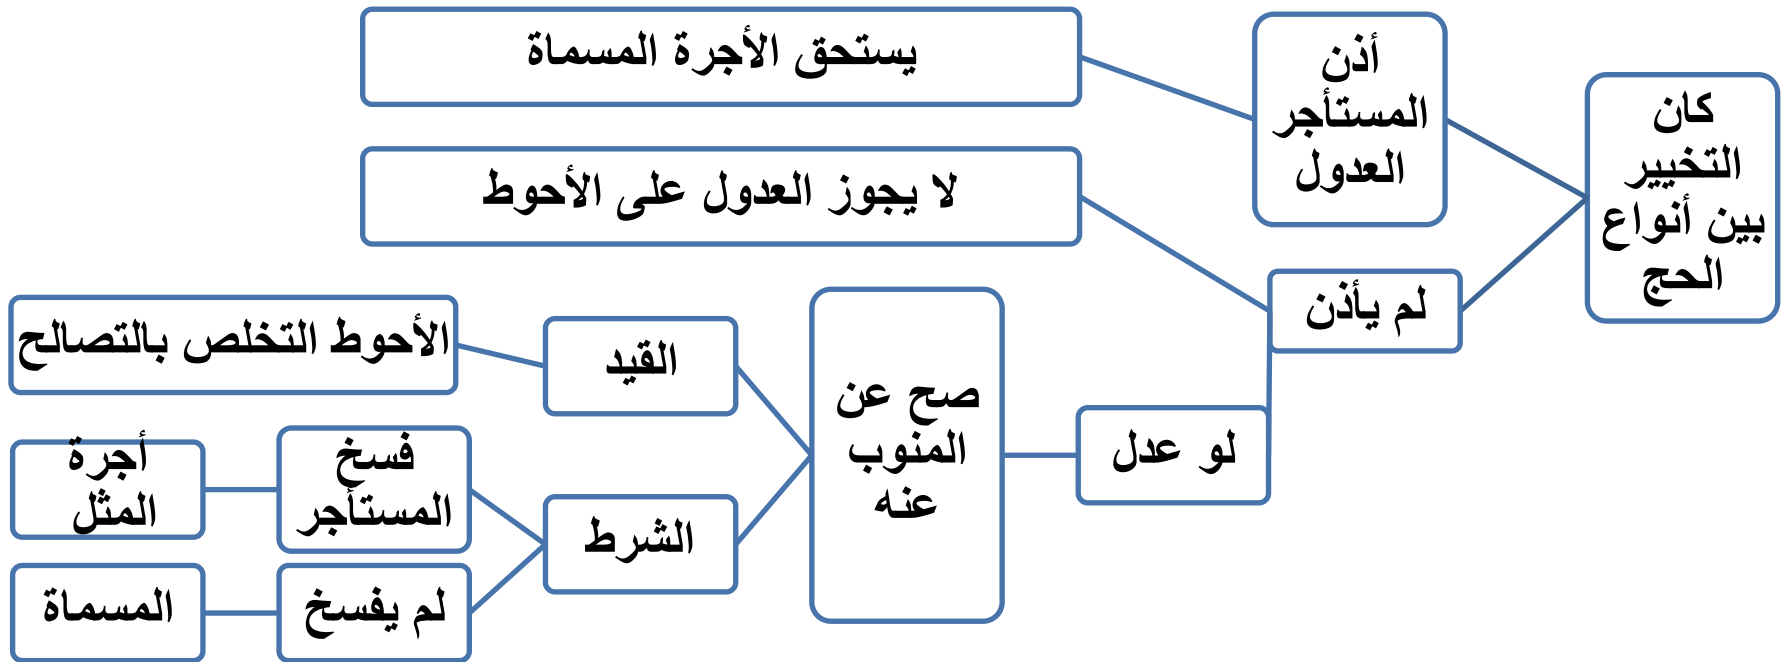 كان
التخيير
بين أنواع
الحج
أذن
المستأجر
العدول
يستحق الأجرة المسماة
لم يأذن
لا يجوز العدول على الأحوط
لو عدل
صح عن
المنوب
عنه
القيد
الأحوط التخلص بالتصالح
الشرط
فسخ
المستأجر
أجرة
المثل
لم يفسخ
المسماة